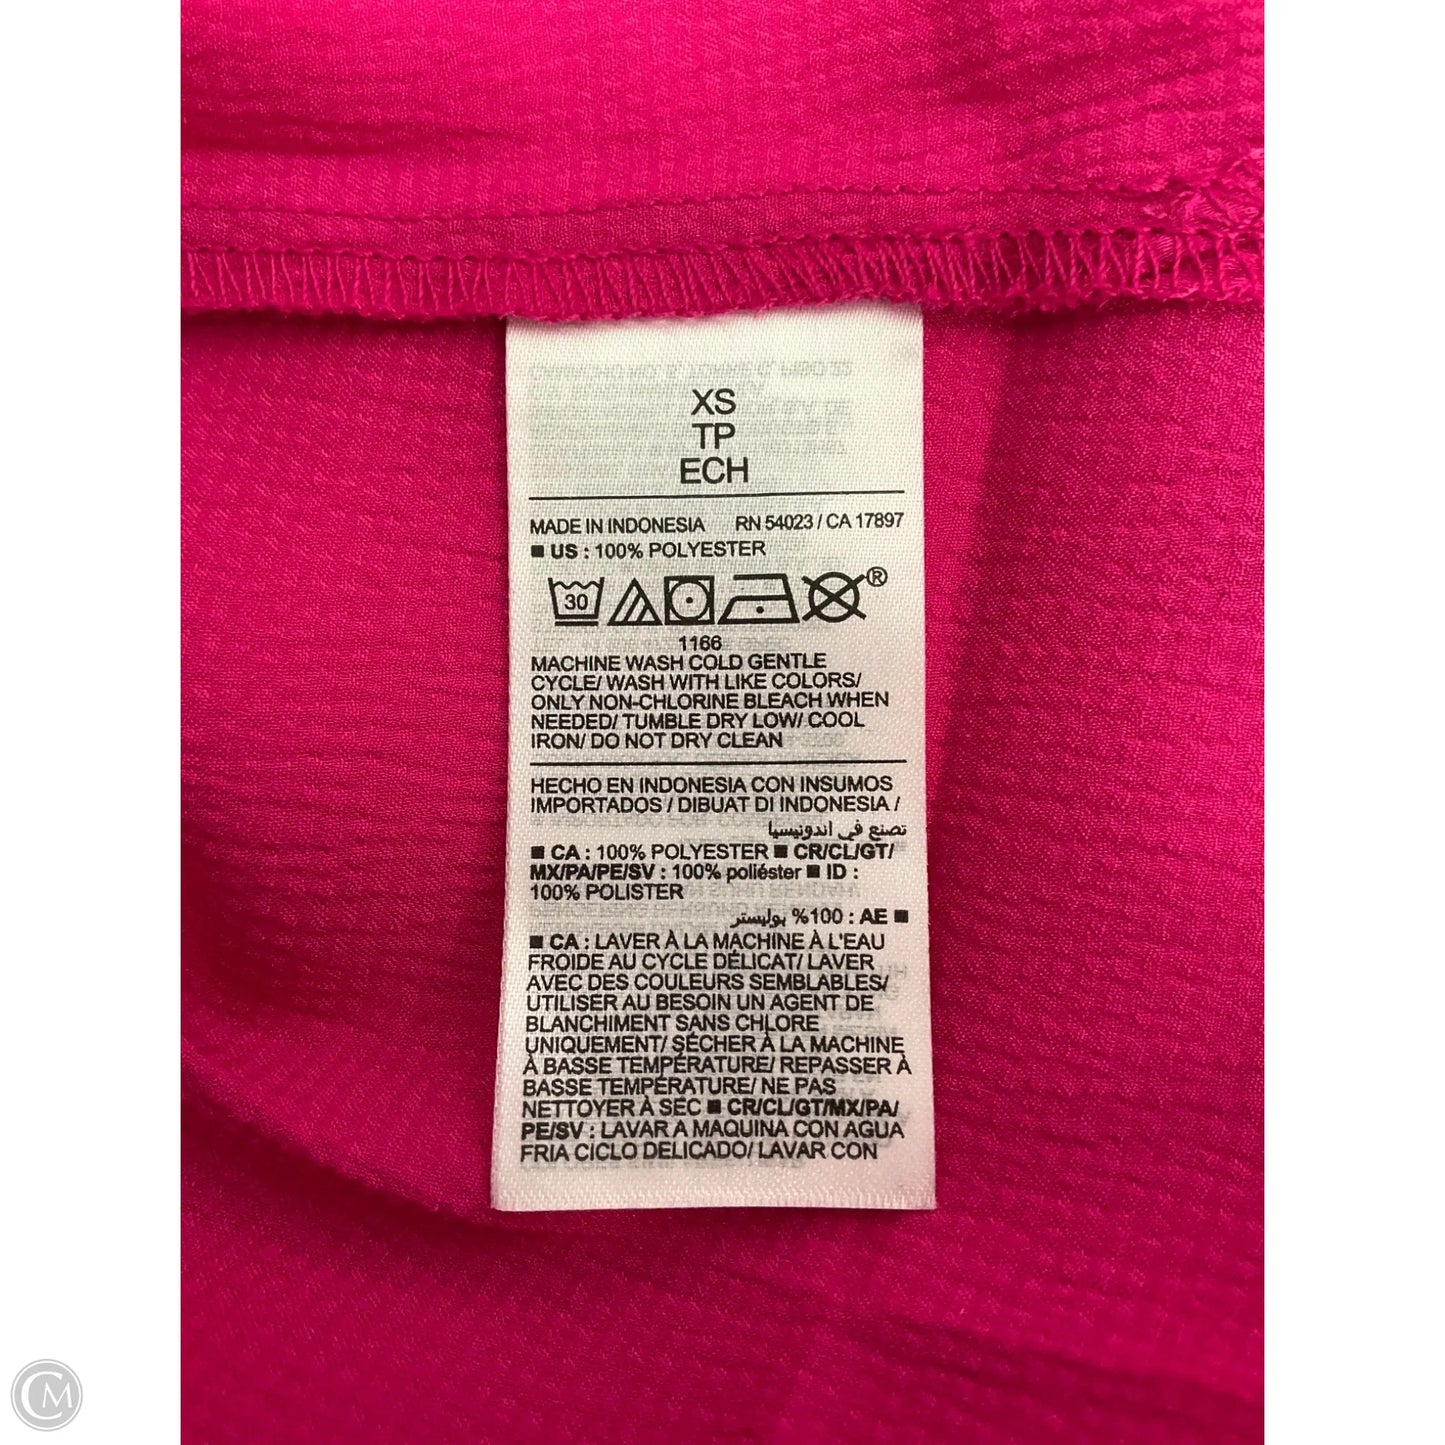 XS
TP
ECH
MADE IN INDONESIA RN 54023 / CA 17897
■ US : 100% POLYESTER
30 ®
1166
MACHINE WASH COLD GENTLE
CYCLE/ WASH WITH LIKE COLORS/
ONLY NON-CHLORINE BLEACH WHEN
NEEDED/ TUMBLE DRY LOW/ COOL
IRON/ DO NOT DRY CLEAN
HECHO EN INDONESIA CON INSUMOS
IMPORTADOS / DIBUAT DI INDONESIA /
تصنع في اندونيسيا
■ CA : 100% POLYESTER ■ CR/CL/GT/
MX/PA/PE/SV : 100% poliéster ■ ID :
100% POLISTER
■ AE : 100% بوليستر
■ CA : LAVER À LA MACHINE À L'EAU
FROIDE AU CYCLE DÉLICAT/ LAVER
AVEC DES COULEURS SEMBLABLES/
UTILISER AU BESOIN UN AGENT DE
BLANCHIMENT SANS CHLORE
UNIQUEMENT/ SÉCHER À LA MACHINE
À BASSE TEMPÉRATURE/ REPASSER À
BASSE TEMPÉRATURE/ NE PAS
NETTOYER À SEC ■ CR/CL/GT/MX/PA/
PE/SV : LAVAR A MAQUINA CON AGUA
FRIA CICLO DELICADO/ LAVAR CON
CM